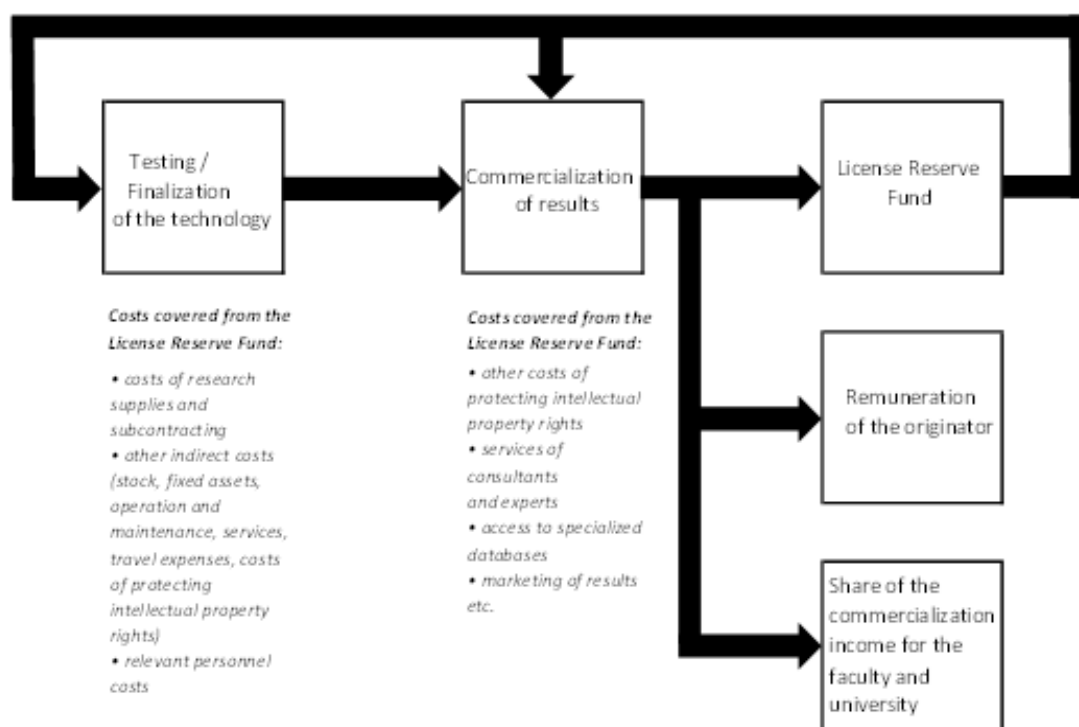 Testing /
Finalization
of the technology
Commercialization
of results
License Reserve
Fund
Costs covered from the
License Reserve Fund:
• costs of research
supplies and
subcontracting
• other indirect costs
(stock, fixed assets,
operation and
maintenance, services,
travel expenses, costs
of protecting
intellectual property
rights)
• relevant personnel
costs
Costs covered from the
License Reserve Fund:
• other costs of
protecting intellectual
property rights
• services of
consultants
and experts
• access to specialized
databases
• marketing of results
etc.
Remuneration
of the originator
Share of the
commercialization
income for the
faculty and
university